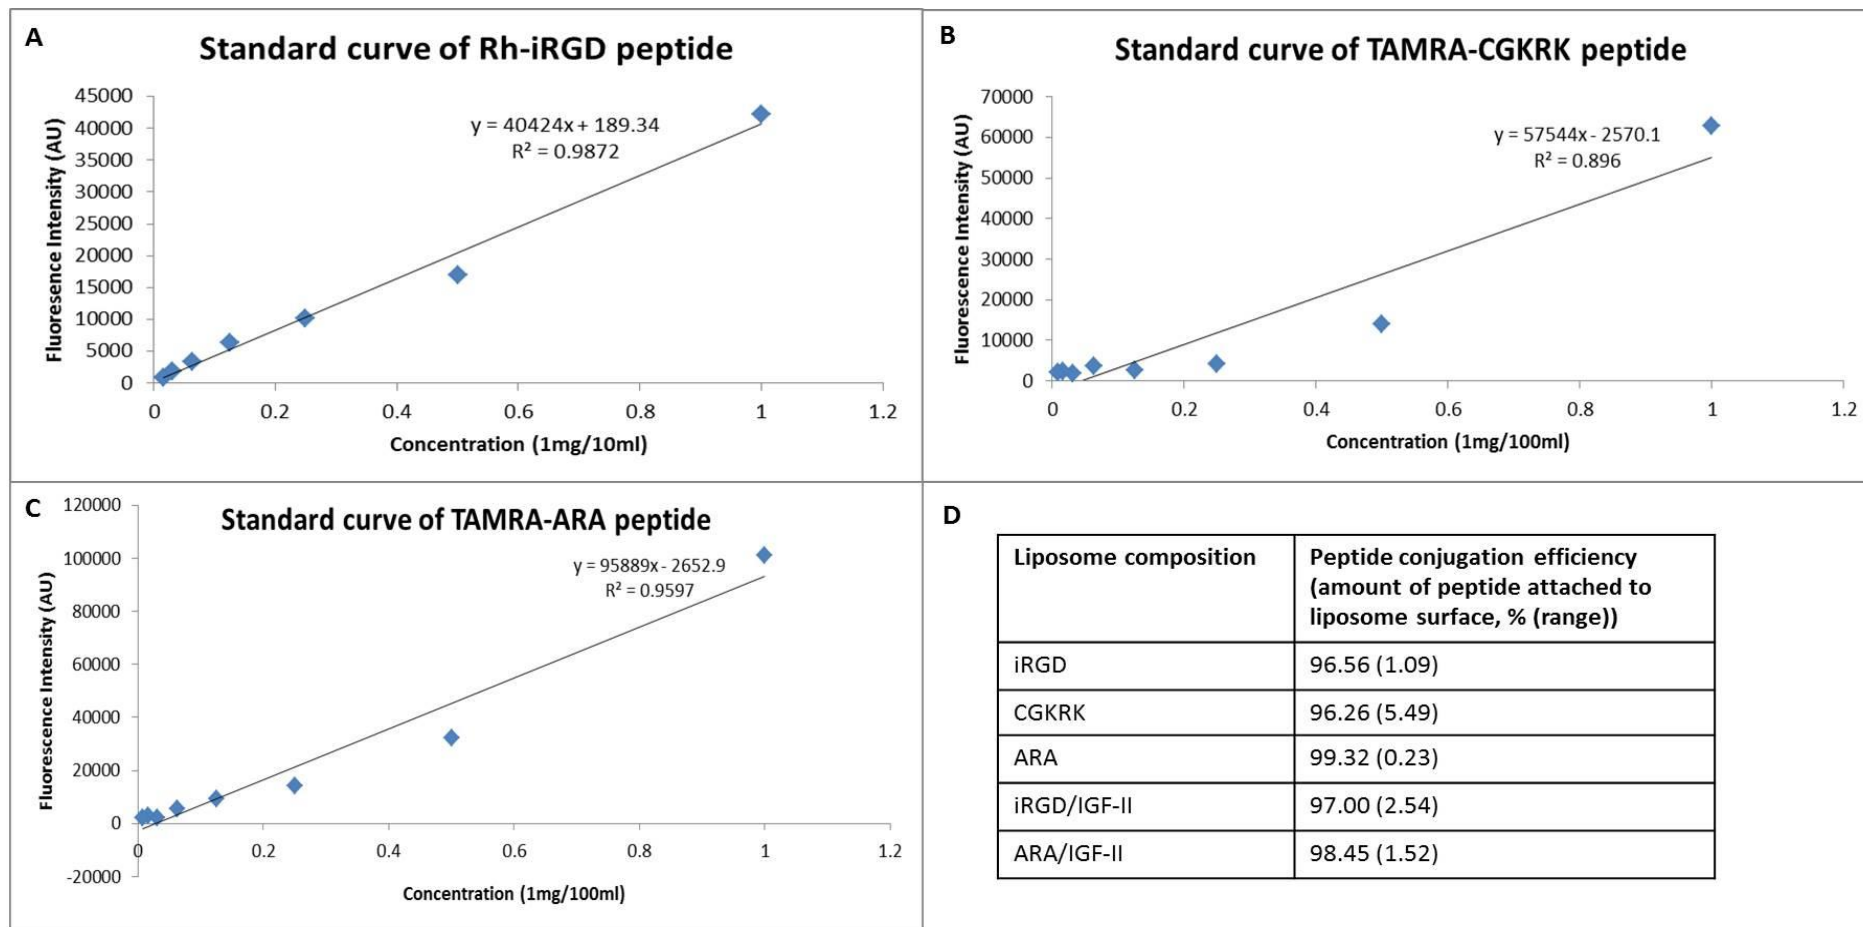 A
Standard curve of Rh-iRGD peptide
45000
40000
35000
30000
25000
20000
15000
10000
5000
0
y = 40424x + 189.34
R² = 0.9872
Fluoresence Intensity (AU)
0 0.2 0.4 0.6 0.8 1 1.2
Concentration (1mg/10ml)
B
Standard curve of TAMRA-CGKRK peptide
70000
60000
50000
40000
30000
20000
10000
0
y = 57544x - 2570.1
R² = 0.896
Fluorescence Intensity (AU)
0 0.2 0.4 0.6 0.8 1 1.2
Concentration (1mg/100ml)
C
Standard curve of TAMRA-ARA peptide
120000
100000
80000
60000
40000
20000
0
-20000
y = 95889x - 2652.9
R² = 0.9597
Fluorescence Intensity (AU)
0 0.2 0.4 0.6 0.8 1 1.2
Concentration (1mg/100ml)
D
Liposome composition
Peptide conjugation efficiency
(amount of peptide attached to
liposome surface, % (range))
iRGD 96.56 (1.09)
CGKRK 96.26 (5.49)
ARA 99.32 (0.23)
iRGD/IGF-II 97.00 (2.54)
ARA/IGF-II 98.45 (1.52)